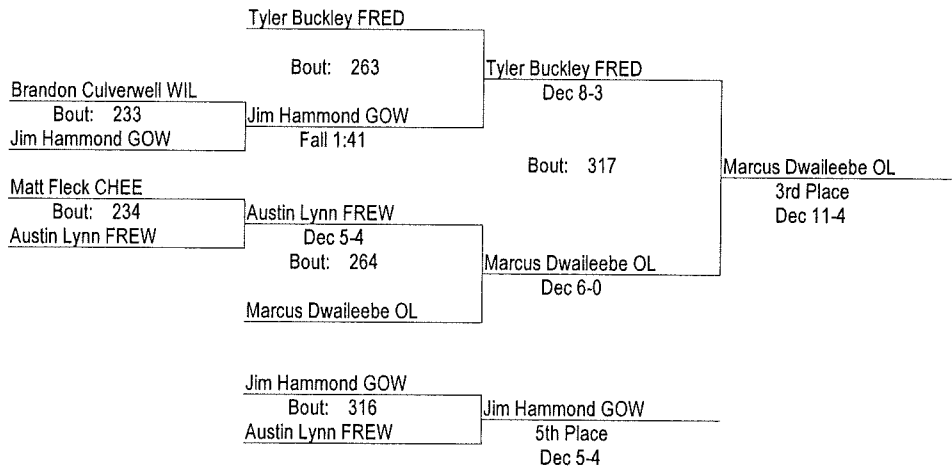 Tyler Buckley FRED
Bout: 263
Tyler Buckley FRED
Dec 8-3
Brandon Culverwell WIL
Bout: 233
Jim Hammond GOW
Jim Hammond GOW
Fall 1:41
Bout: 317
Marcus Dwaileebe OL
3rd Place
Dec 11-4
Matt Fleck CHEE
Bout: 234
Austin Lynn FREW
Austin Lynn FREW
Dec 5-4
Bout: 264
Marcus Dwaileebe OL
Dec 6-0
Marcus Dwaileebe OL
Jim Hammond GOW
Bout: 316
Austin Lynn FREW
Jim Hammond GOW
5th Place
Dec 5-4